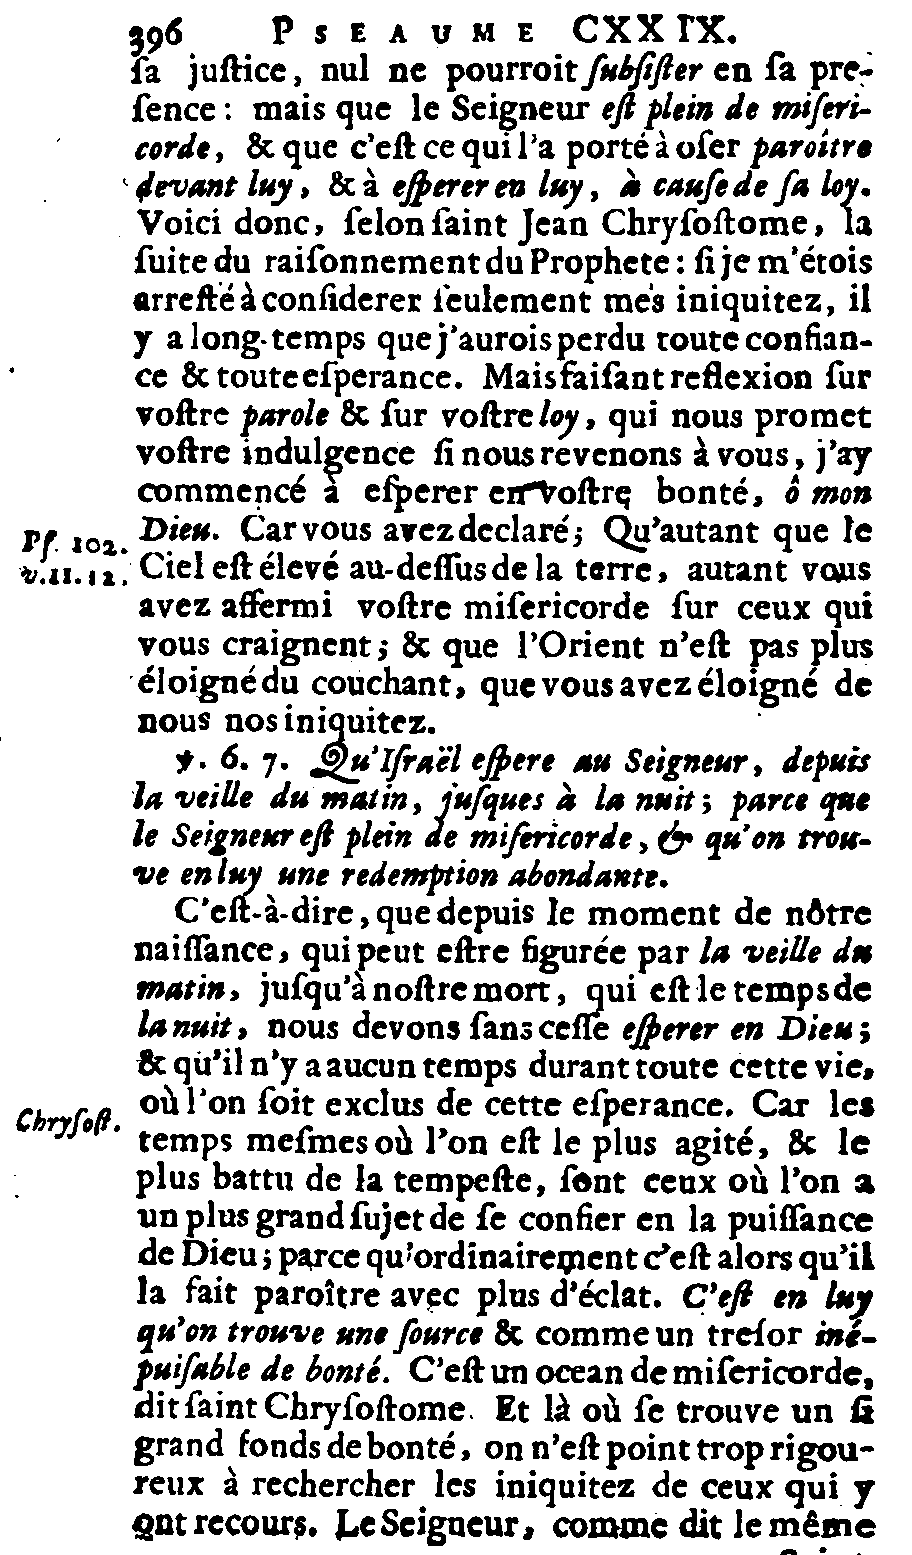 396 PSEAUME CXXIX.
ſa juſtice, nul ne pourroit ſubſiſter en ſa pre-
ſence : mais que le Seigneur eſt plein de miſeri-
corde, & que c'eſt ce qui l'a porté à oſer paroître
devant luy, & à eſperer en luy, à cauſe de ſa loy.
Voici donc, ſelon ſaint Jean Chryſoſtome, la
ſuite du raiſonnement du Prophete : ſi je m'étois
arreſté à conſiderer ſeulement mes iniquitez, il
y a long-temps que j'aurois perdu toute confian-
ce & toute eſperance. Mais faiſant reflexion ſur
voſtre parole & ſur voſtre loy, qui nous promet
voſtre indulgence ſi nous revenons à vous, j'ay
commencé à eſperer en voſtre bonté, ô mon
Dieu. Car vous avez declaré ; Qu'autant que le
Pſ. 102.
v. 11. 12.
Ciel eſt élevé au-deſſus de la terre, autant vous
avez affermi voſtre miſericorde ſur ceux qui
vous craignent ; & que l'Orient n'eſt pas plus
éloigné du couchant, que vous avez éloigné de
nous nos iniquitez.
℣. 6. 7. Qu'Iſraël eſpere au Seigneur, depuis
la veille du matin, juſques à la nuit ; parce que
le Seigneur eſt plein de miſericorde, & qu'on trou-
ve en luy une redemption abondante.
C'eſt-à-dire, que depuis le moment de nôtre
naiſſance, qui peut eſtre figurée par la veille du
matin, juſqu'à noſtre mort, qui eſt le temps de
la nuit, nous devons ſans ceſſe eſperer en Dieu ;
& qu'il n'y a aucun temps durant toute cette vie,
où l'on ſoit exclus de cette eſperance. Car les
Chryſoſt.
temps meſmes où l'on eſt le plus agité, & le
plus battu de la tempeſte, ſont ceux où l'on a
un plus grand ſujet de ſe confier en la puiſſance
de Dieu ; parce qu'ordinairement c'eſt alors qu'il
la fait paroître avec plus d'éclat. C'eſt en luy
qu'on trouve une ſource & comme un treſor iné-
puiſable de bonté. C'eſt un ocean de miſericorde,
dit ſaint Chryſoſtome. Et là où ſe trouve un ſi
grand fonds de bonté, on n'eſt point trop rigou-
reux à rechercher les iniquitez de ceux qui y
ont recours. Le Seigneur, comme dit le même